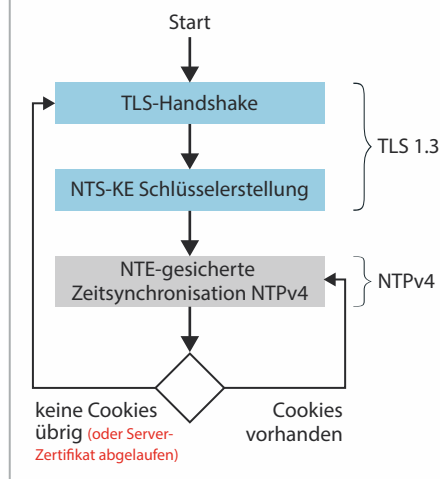 Start
TLS-Handshake
TLS 1.3
NTS-KE Schlüsselerstellung
NTE-gesicherte
Zeitsynchronisation NTPv4
NTPv4
keine Cookies
übrig (oder Server-
Zertifikat abgelaufen)
Cookies
vorhanden